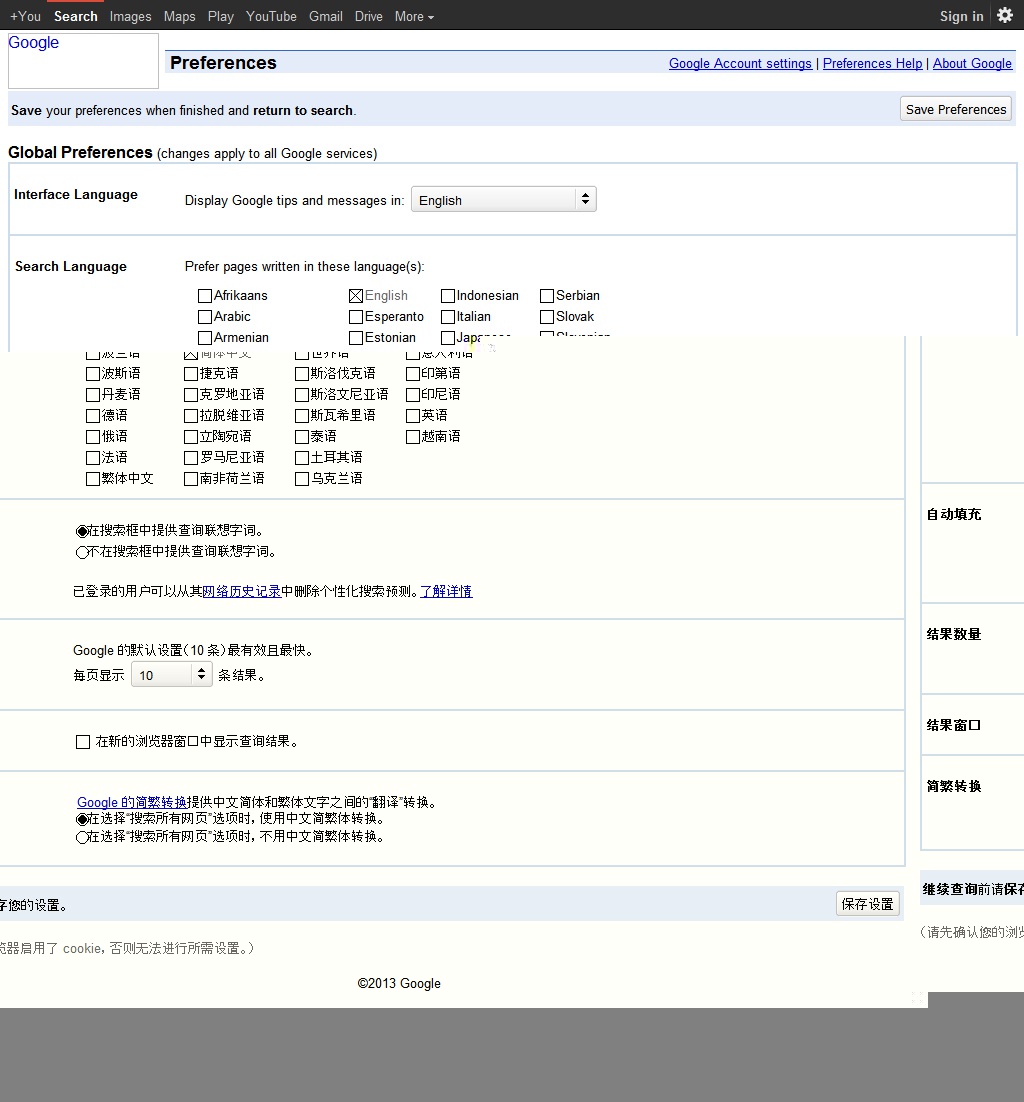 +You Search Images Maps Play YouTube Gmail Drive More Sign in
Google
Preferences Google Account settings | Preferences Help | About Google
Save your preferences when finished and return to search. Save Preferences
Global Preferences (changes apply to all Google services)
Interface Language Display Google tips and messages in: English
Search Language Prefer pages written in these language(s):
Afrikaans English Indonesian Serbian
Arabic Esperanto Italian Slovak
Armenian Estonian Japanese Slovenian
波兰语 简体中文 世界语 意大利语
波斯语 捷克语 斯洛伐克语 印第语
丹麦语 克罗地亚语 斯洛文尼亚语 印尼语
德语 拉脱维亚语 斯瓦希里语 英语
俄语 立陶宛语 泰语 越南语
法语 罗马尼亚语 土耳其语
繁体中文 南非荷兰语 乌克兰语
自动填充
在搜索框中提供查询联想字词。
不在搜索框中提供查询联想字词。
已登录的用户可以从其网络历史记录中删除个性化搜索预测。了解详情
结果数量
Google 的默认设置(10 条)最有效且最快。
每页显示 10 条结果。
结果窗口
在新的浏览器窗口中显示查询结果。
简繁转换
Google 的简繁转换提供中文简体和繁体文字之间的“翻译”转换。
在选择“搜索所有网页”选项时, 使用中文简繁体转换。
在选择“搜索所有网页”选项时, 不用中文简繁体转换。
继续查询前请保存
存您的设置。 保存设置
(请先确认您的浏览
览器启用了 cookie, 否则无法进行所需设置。)
©2013 Google